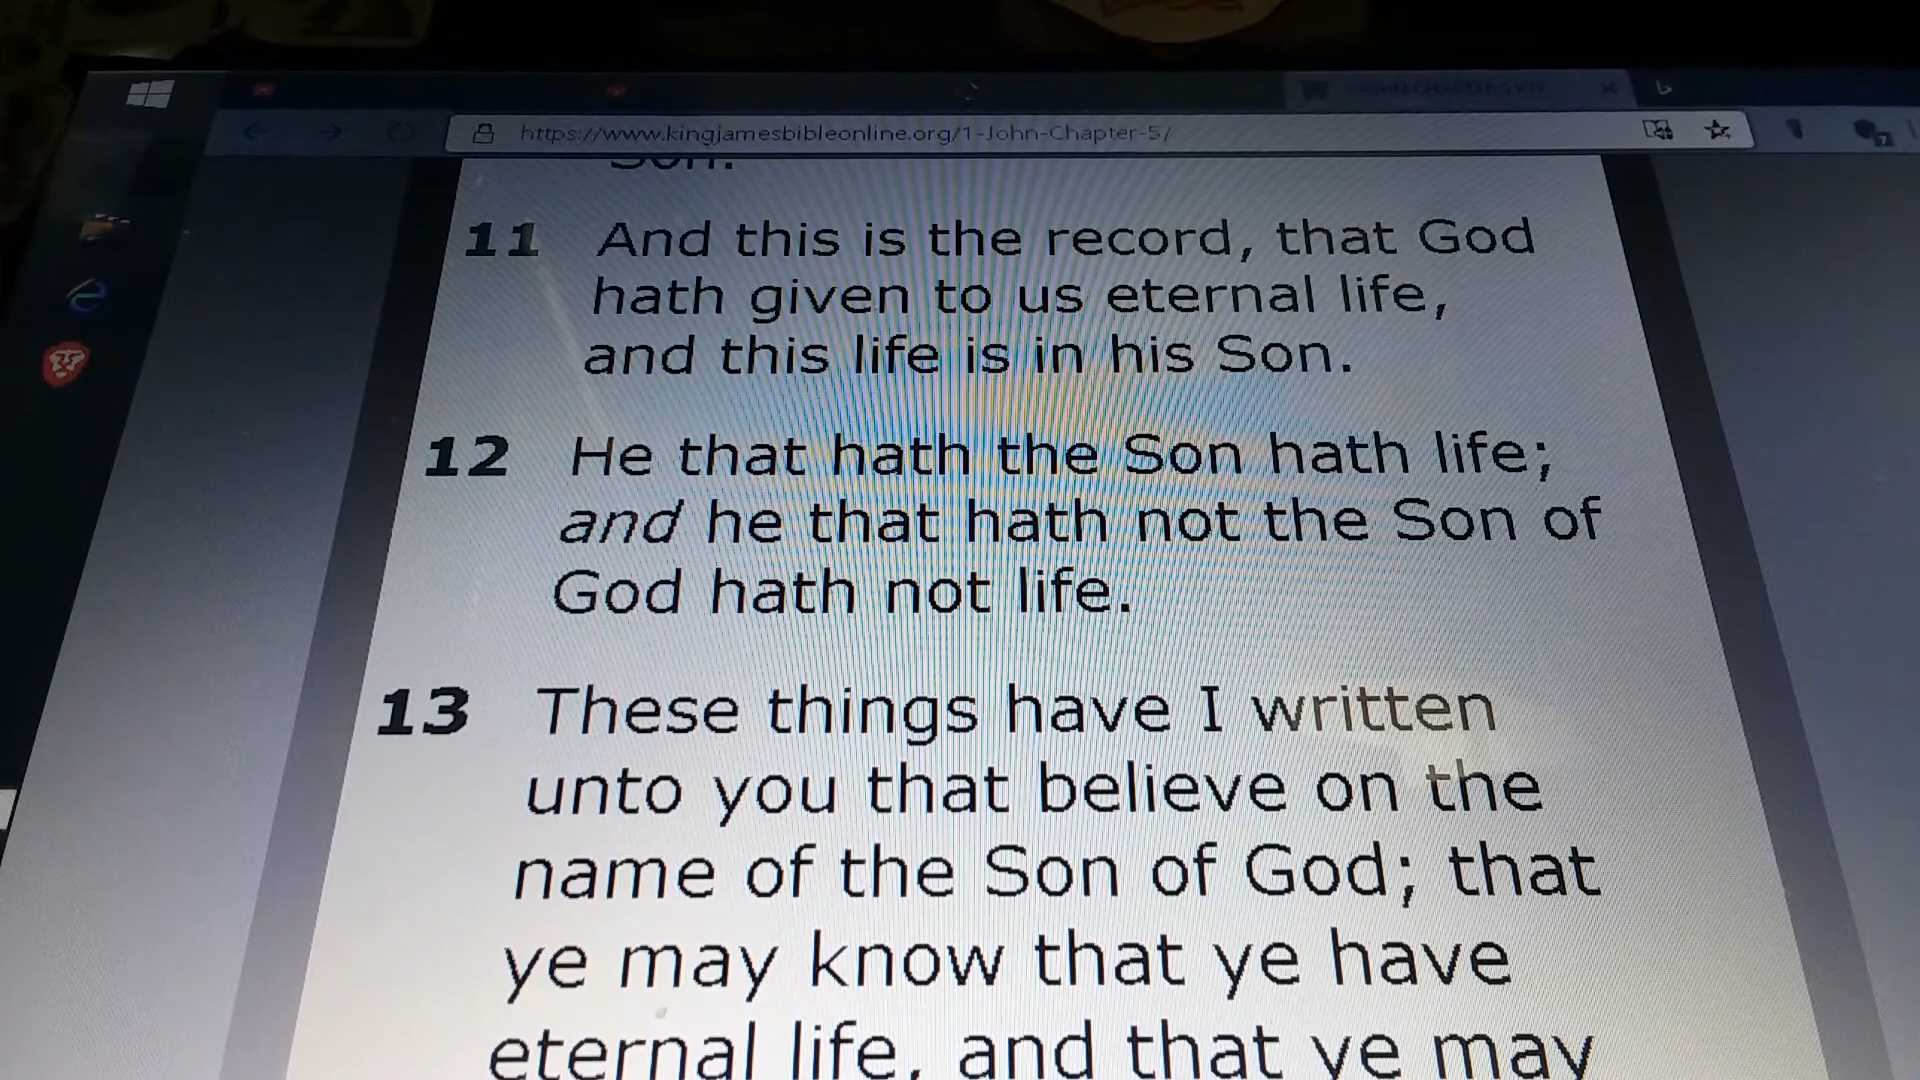 https://www.kingjamesbibleonline.org/1-John-Chapter-5/
Son.
11 And this is the record, that God
hath given to us eternal life,
and this life is in his Son.
12 He that hath the Son hath life;
and he that hath not the Son of
God hath not life.
13 These things have I written
unto you that believe on the
name of the Son of God; that
ye may know that ye have
eternal life, and that ye may